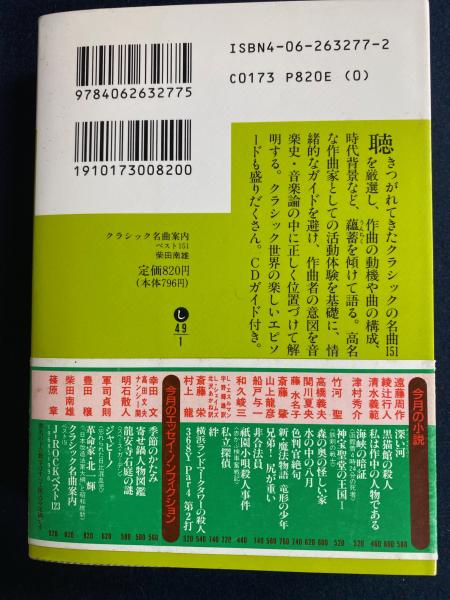 ISBN4-06-263277-2
C0173 P820E (0)
9784062632775
1910173008200
聴きつがれてきたクラシックの名曲151
を厳選し、作曲の動機や曲の構成、
時代背景など、蘊蓄を傾けて語る。高名
な作曲家としての活動体験を基礎に、情
緒的なガイドを避け、作曲者の意図を音
楽史・音楽論の中に正しく位置づけて解
明する。クラシック世界の楽しいエピソ
ードも盛りだくさん。CDガイド付き。
クラシック名曲案内
ベスト151
柴田南雄
定価820円
(本体796円)
し
49
1
今月の小説
遠藤周作 深い河
綾辻行人 黒猫館の殺人
清水義範 私は作中の人物である
津村秀介 海峡の暗証
竹河聖 神宝聖堂の王国I
高橋義夫
関川夏央 水の中の八月
藤水名子 色判官絶句
斎藤肇 新・魔法物語 竜形の少年
山上龍彦 兄弟!尻が重い
船戸与一 非合法員
和久峻三 祇園小唄殺人事件
私立探偵
絆
斎藤栄 横浜ランドマークタワーの殺人
村上龍 368Y Par4 第2打
今月のエッセイ・ノンフィクション
幸田文 季節のかたみ
高田文夫 ナンシー関 寄せ鍋人物図鑑
明石散人 龍安寺石庭の謎
軍司貞則
豊田穣 革命家・北一輝
柴田南雄 クラシック名曲案内
篠原章 J-ROCKベスト123